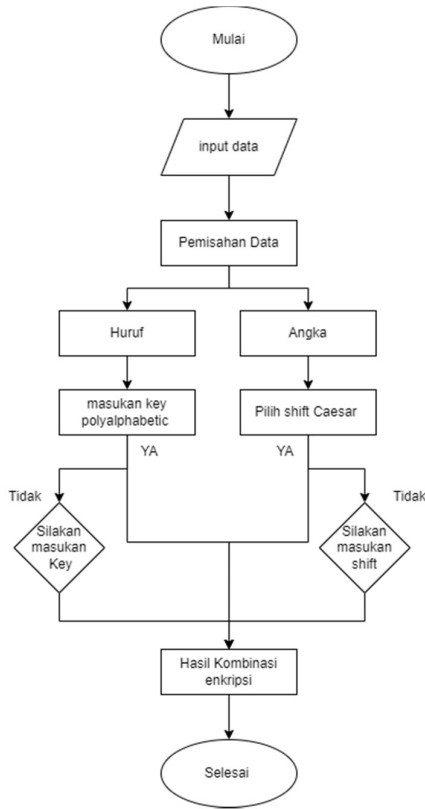 Mulai
input data
Pemisahan Data
Huruf
Angka
masukan key
polyalphabetic
Pilih shift Caesar
YA
YA
Tidak
Tidak
Silakan
masukan
Key
Silakan
masukan
shift
Hasil Kombinasi
enkripsi
Selesai